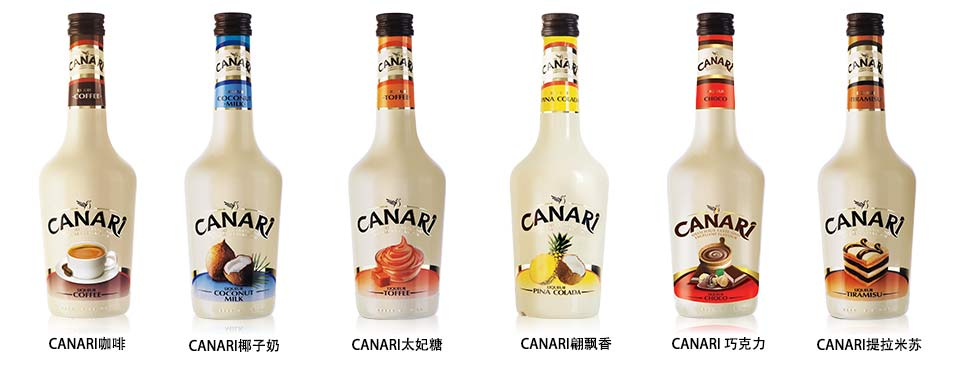 CANARI
LIQUEUR
COFFEE
CANARI
LIQUEUR
COFFEE
CANARI咖啡
CANARI
COCONUT
MILK
CANARI
LIQUEUR
COCONUT
MILK
CANARI椰子奶
CANARI
TOFFEE
CANARI
LIQUEUR
TOFFEE
CANARI太妃糖
CANARI
PINA COLADA
CANARI
LIQUEUR
PINA COLADA
CANARI翩飘香
CANARI
CHOCO
CANARI
LIQUEUR
CHOCO
CANARI 巧克力
CANARI
TIRAMISU
CANARI
LIQUEUR
TIRAMISU
CANARI提拉米苏